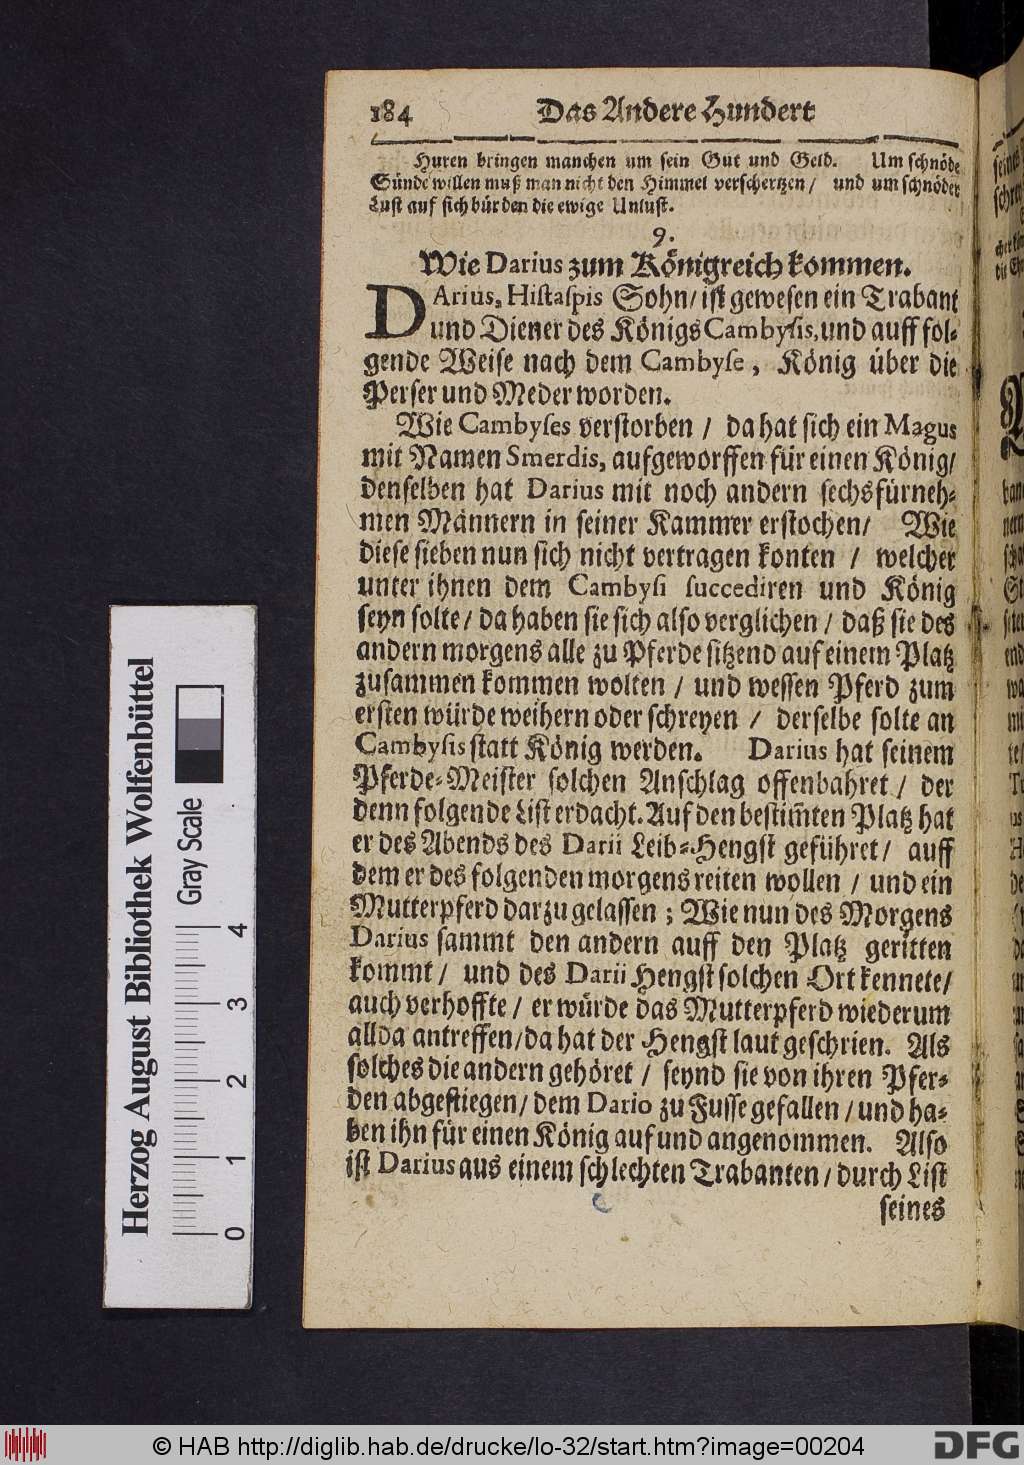 184 Das Andere Hundert
Huren bringen manchen um sein Gut und Geld. Um schnöde
Sünde willen muß man nicht den Himmel verschertzen / und um schnöder
Lust auf sich bürden die ewige Unlust.
9.
Wie Darius zum Königreich kommen.
DArius, Histaspis Sohn / ist gewesen ein Trabant
und Diener des Königs Cambysis, und auff fol-
gende Weise nach dem Cambyse, König über die
Perser und Meder worden.
Wie Cambyses verstorben / da hat sich ein Magus
mit Namen Smerdis, aufgeworffen für einen König /
denselben hat Darius mit noch andern sechs fürneh-
men Männern in seiner Kammer erstochen / Wie
diese sieben nun sich nicht vertragen konten / welcher
unter ihnen dem Cambysi succediren und König
seyn solte / da haben sie sich also verglichen / daß sie des
andern morgens alle zu Pferde sitzend auf einem Platz
zusammen kommen wolten / und wessen Pferd zum
ersten würde weihern oder schreyen / derselbe solte an
Cambysis statt König werden. Darius hat seinem
Pferde-Meister solchen Anschlag offenbahret / der
denn folgende List erdacht. Auf den bestim̃ten Platz hat
er des Abends des Darii Leib-Hengst geführet / auff
dem er des folgenden morgens reiten wollen / und ein
Mutterpferd darzu gelassen ; Wie nun des Morgens
Darius sammt den andern auff den Platz geritten
kommt / und des Darii Hengst solchen Ort kennete /
auch verhoffte / er würde das Mutterpferd wiederum
allda antreffen / da hat der Hengst laut geschrien. Als
solches die andern gehöret / seynd sie von ihren Pfer-
den abgestiegen / dem Dario zu Fusse gefallen / und ha-
ben ihn für einen König auf und angenommen. Also
ist Darius aus einem schlechten Trabanten / durch List
seines
Herzog August Bibliothek Wolfenbüttel
Gray Scale
0 1 2 3 4
© HAB http://diglib.hab.de/drucke/lo-32/start.htm?image=00204
DFG